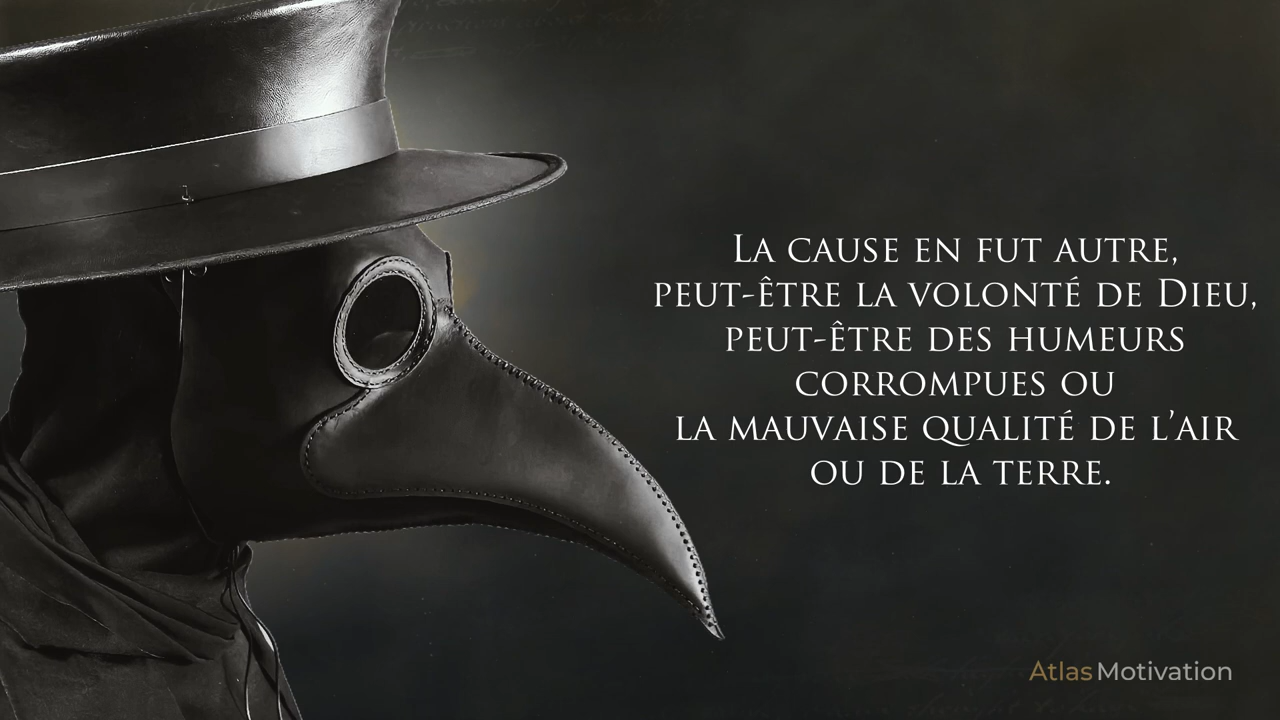 La cause en fut autre,
peut-être la volonté de Dieu,
peut-être des humeurs
corrompues ou
la mauvaise qualité de l'air
ou de la terre.
AtlasMotivation